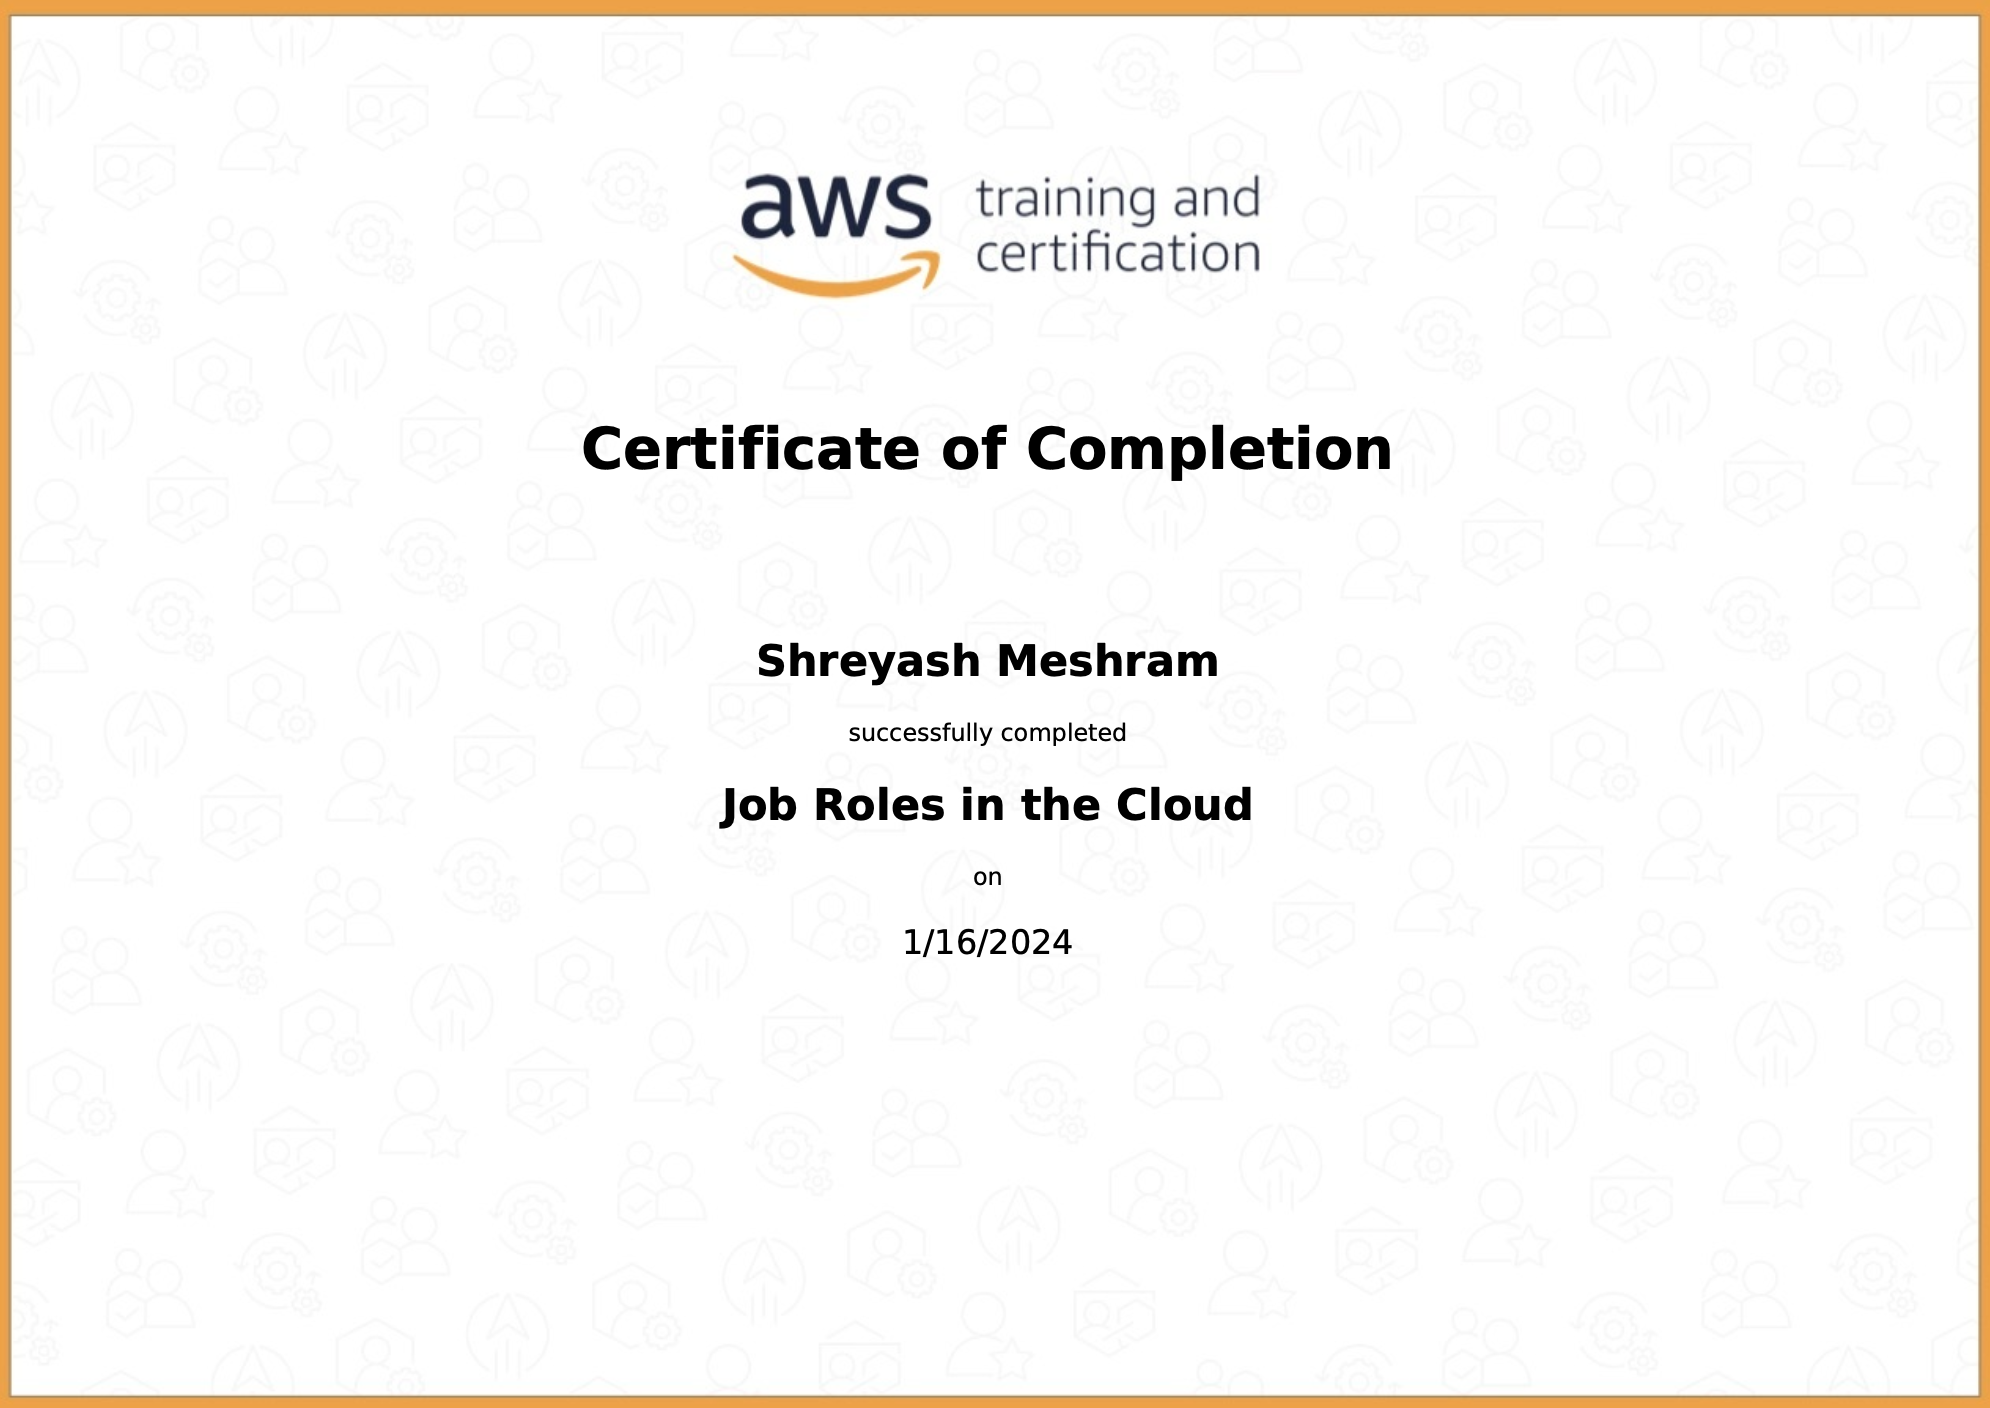 aws training and
certification
Certificate of Completion
Shreyash Meshram
successfully completed
Job Roles in the Cloud
on
1/16/2024